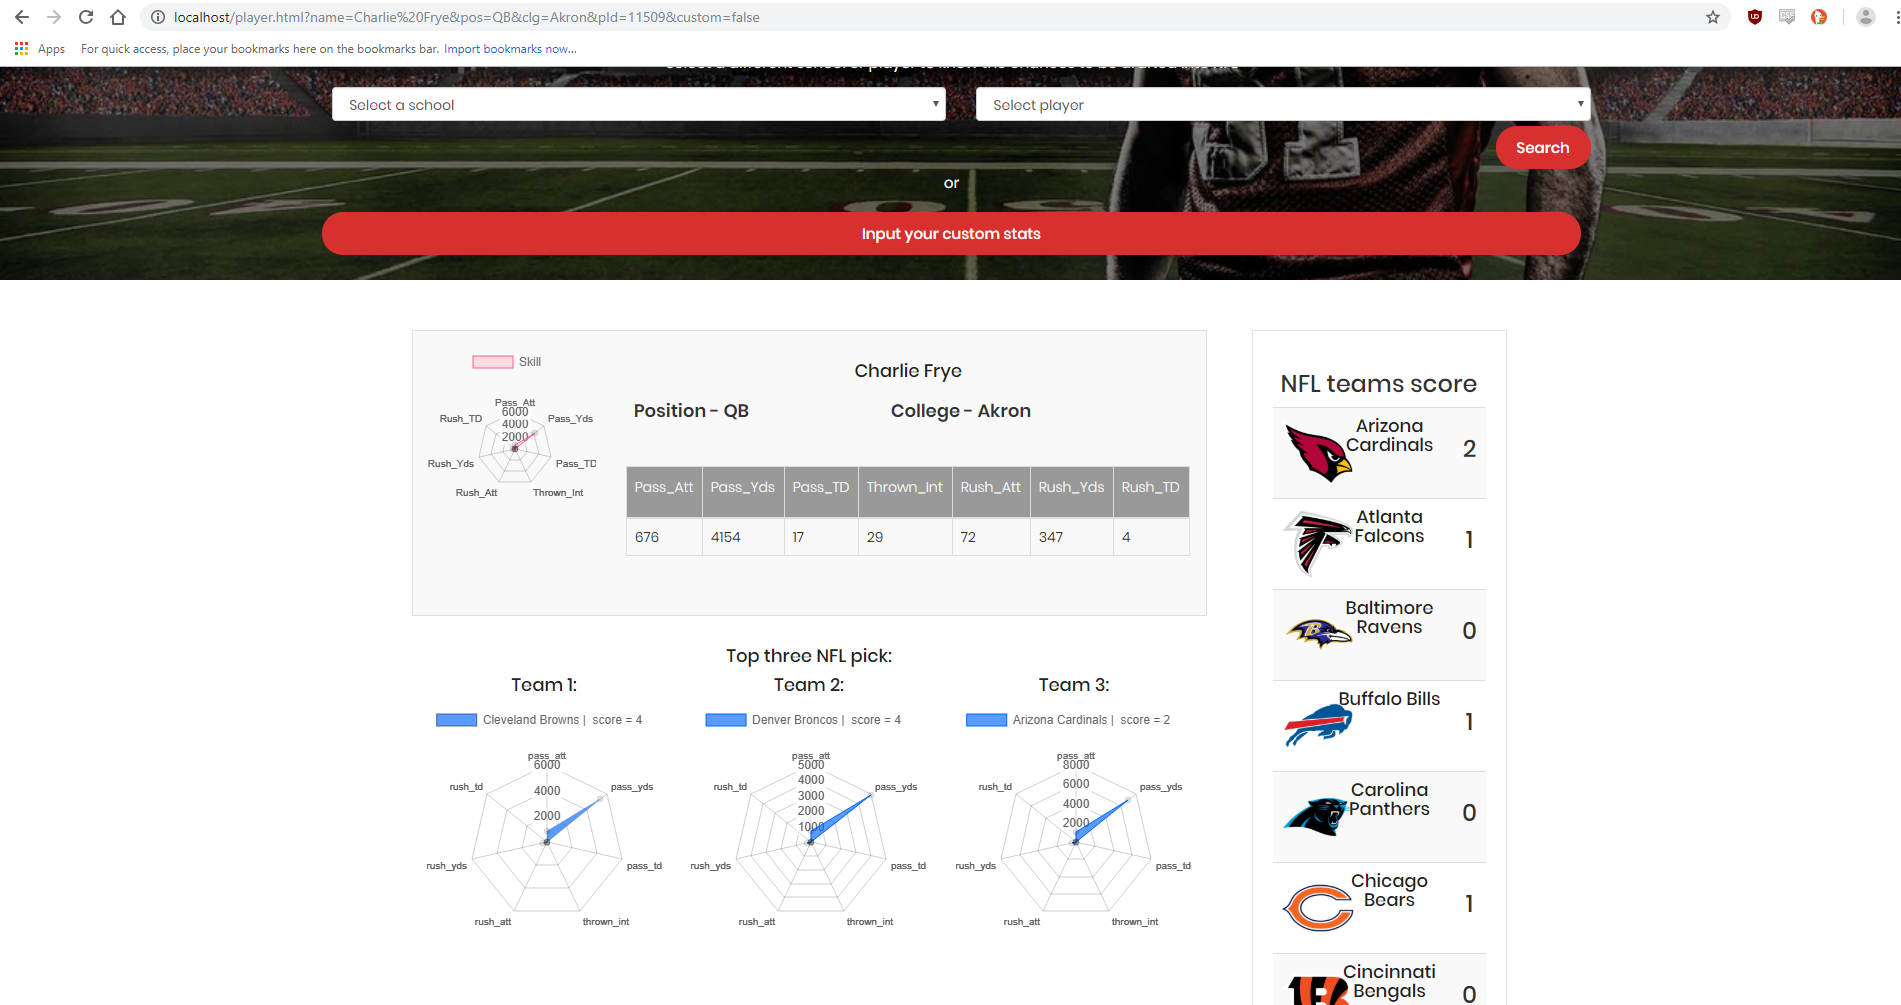 localhost/player.html?name=Charlie%20Frye&pos=QB&clg=Akron&pId=11509&custom=false
Apps For quick access, place your bookmarks here on the bookmarks bar. Import bookmarks now...
Select a school
Select player
Search
or
Input your custom stats
Skill
Pass_Att
6000
4000
2000
Rush_TD
Pass_Yds
Rush_Yds
Pass_TD
Rush_Att
Thrown_Int
Charlie Frye
Position - QB College - Akron
Pass_Att Pass_Yds Pass_TD Thrown_Int Rush_Att Rush_Yds Rush_TD
676 4154 17 29 72 347 4
Top three NFL pick:
Team 1:
Cleveland Browns | score = 4
pass_att
6000
4000
2000
rush_td
pass_yds
rush_yds
pass_td
rush_att
thrown_int
Team 2:
Denver Broncos | score = 4
pass_att
5000
4000
3000
2000
1000
rush_td
pass_yds
rush_yds
pass_td
rush_att
thrown_int
Team 3:
Arizona Cardinals | score = 2
pass_att
8000
6000
4000
2000
rush_td
pass_yds
rush_yds
pass_td
rush_att
thrown_int
NFL teams score
Arizona
Cardinals 2
Atlanta
Falcons 1
Baltimore
Ravens 0
Buffalo Bills
1
Carolina
Panthers 0
Chicago
Bears 1
Cincinnati
Bengals 0